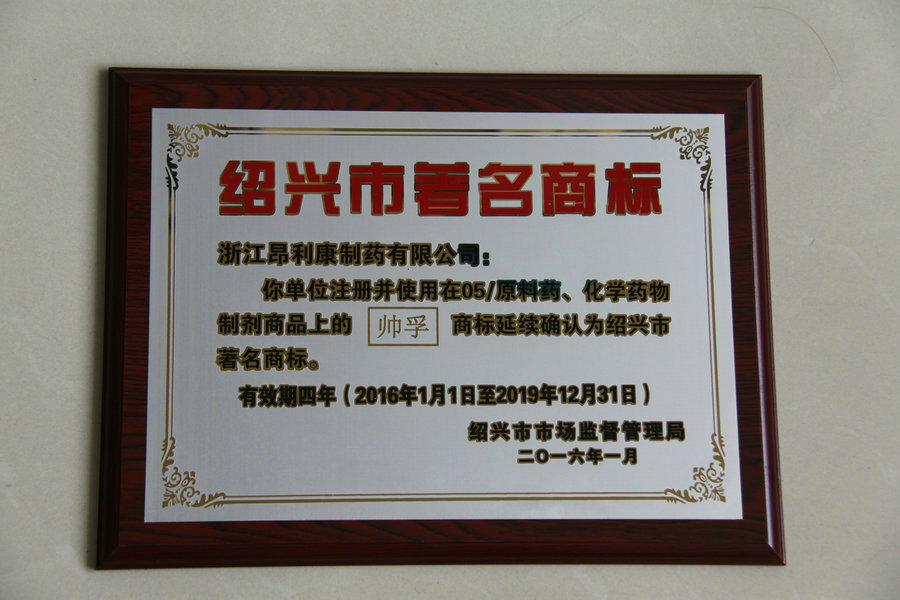 绍兴市著名商标
浙江昂利康制药有限公司：
你单位注册并使用在05/原料药、化学药物
制剂商品上的 帅孚 商标延续确认为绍兴市
著名商标。
有效期四年（2016年1月1日至2019年12月31日）
绍兴市市场监督管理局
二〇一六年一月